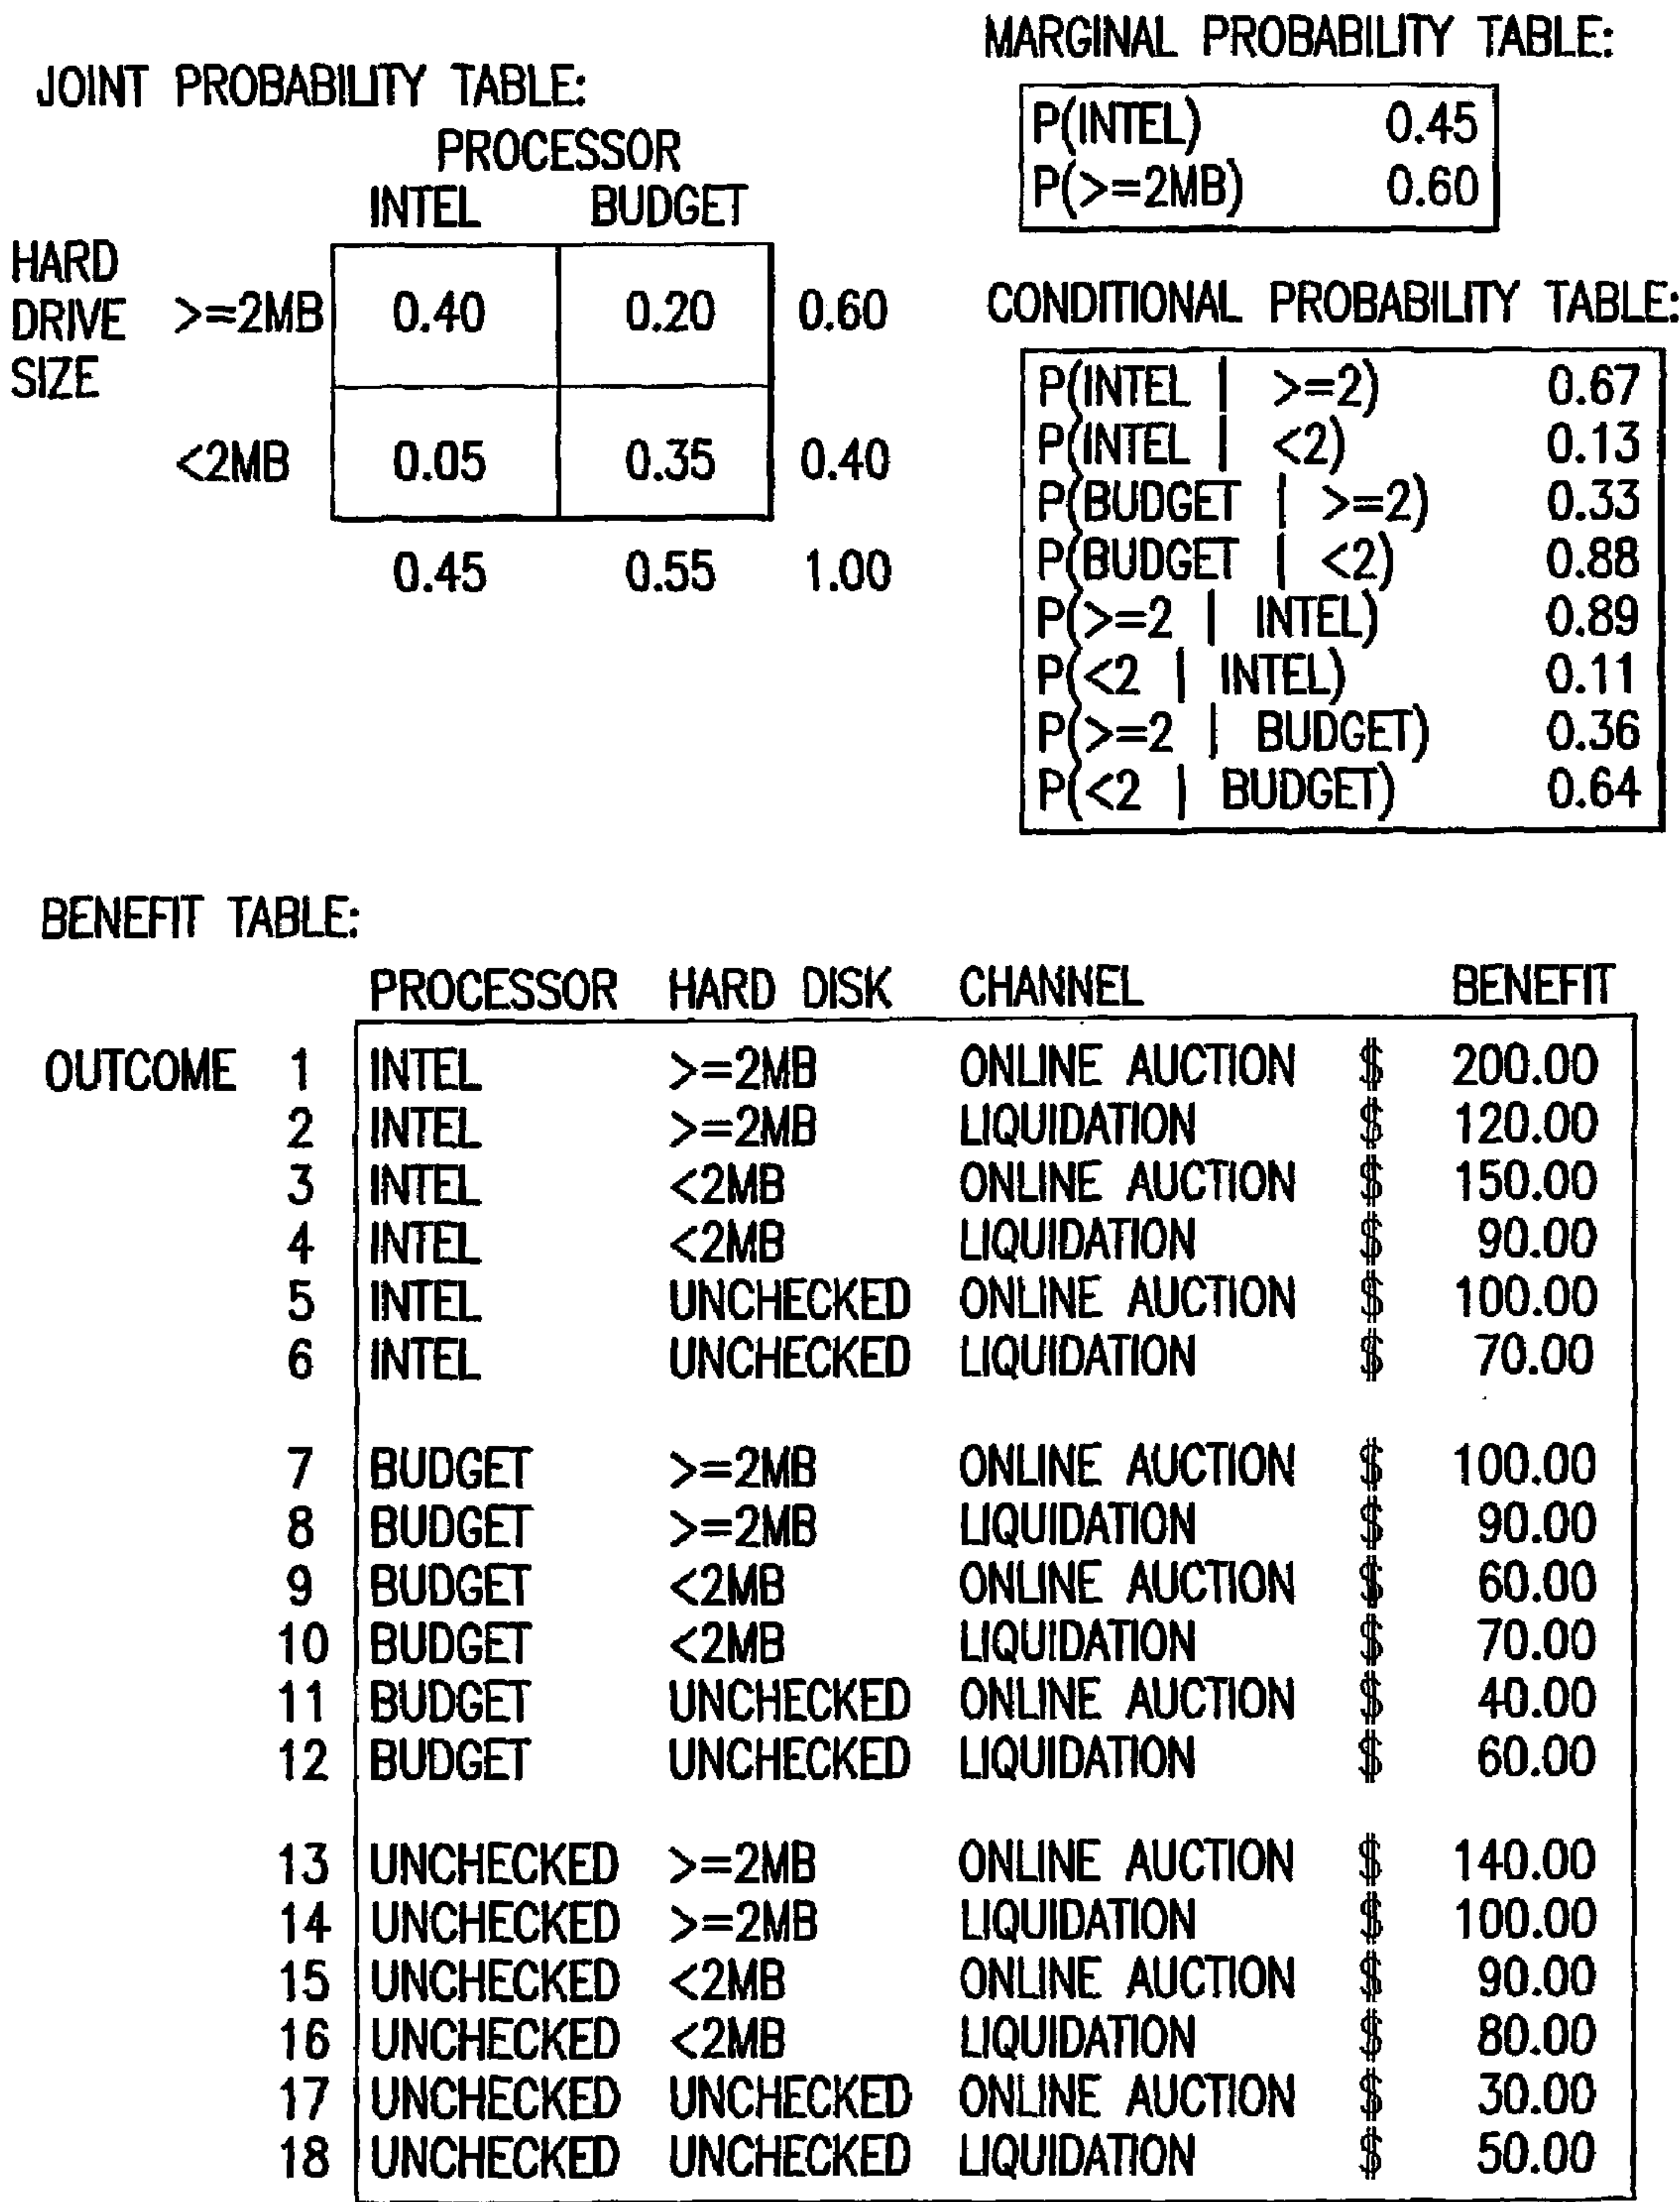 JOINT PROBABILITY TABLE:
PROCESSOR
INTEL BUDGET
HARD DRIVE SIZE
>=2MB 0.40 0.20 0.60
<2MB 0.05 0.35 0.40
0.45 0.55 1.00
MARGINAL PROBABILITY TABLE:
P(INTEL) 0.45
P(>=2MB) 0.60
CONDITIONAL PROBABILITY TABLE:
P(INTEL | >=2) 0.67
P(INTEL | <2) 0.13
P(BUDGET | >=2) 0.33
P(BUDGET | <2) 0.88
P(>=2 | INTEL) 0.89
P(<2 | INTEL) 0.11
P(>=2 | BUDGET) 0.36
P(<2 | BUDGET) 0.64
BENEFIT TABLE:
PROCESSOR HARD DISK CHANNEL BENEFIT
OUTCOME 1 INTEL >=2MB ONLINE AUCTION $ 200.00
2 INTEL >=2MB LIQUIDATION $ 120.00
3 INTEL <2MB ONLINE AUCTION $ 150.00
4 INTEL <2MB LIQUIDATION $ 90.00
5 INTEL UNCHECKED ONLINE AUCTION $ 100.00
6 INTEL UNCHECKED LIQUIDATION $ 70.00
7 BUDGET >=2MB ONLINE AUCTION $ 100.00
8 BUDGET >=2MB LIQUIDATION $ 90.00
9 BUDGET <2MB ONLINE AUCTION $ 60.00
10 BUDGET <2MB LIQUIDATION $ 70.00
11 BUDGET UNCHECKED ONLINE AUCTION $ 40.00
12 BUDGET UNCHECKED LIQUIDATION $ 60.00
13 UNCHECKED >=2MB ONLINE AUCTION $ 140.00
14 UNCHECKED >=2MB LIQUIDATION $ 100.00
15 UNCHECKED <2MB ONLINE AUCTION $ 90.00
16 UNCHECKED <2MB LIQUIDATION $ 80.00
17 UNCHECKED UNCHECKED ONLINE AUCTION $ 30.00
18 UNCHECKED UNCHECKED LIQUIDATION $ 50.00